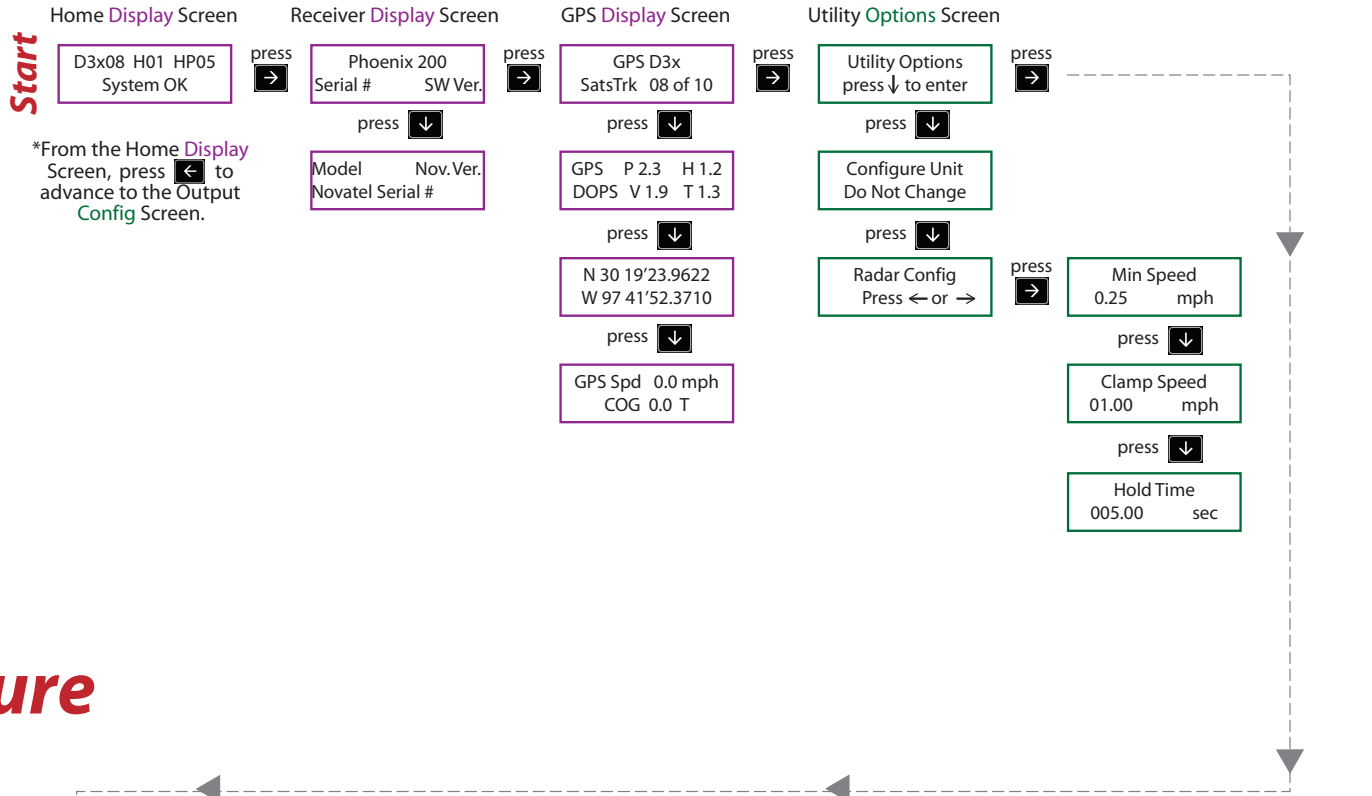 Home Display Screen
Receiver Display Screen
GPS Display Screen
Utility Options Screen
Start
D3x08 H01 HP05
System OK
press
→
Phoenix 200
Serial # SW Ver.
press
→
GPS D3x
SatsTrk 08 of 10
press
→
Utility Options
press ↓ to enter
press
→
*From the Home Display
Screen, press ← to
advance to the Output
Config Screen.
press ↓
Model Nov. Ver.
Novatel Serial #
press ↓
GPS P 2.3 H 1.2
DOPS V 1.9 T 1.3
press ↓
N 30 19’23.9622
W 97 41’52.3710
press ↓
GPS Spd 0.0 mph
COG 0.0 T
press ↓
Configure Unit
Do Not Change
press ↓
Radar Config
Press ← or →
press
→
Min Speed
0.25 mph
press ↓
Clamp Speed
01.00 mph
press ↓
Hold Time
005.00 sec
ure